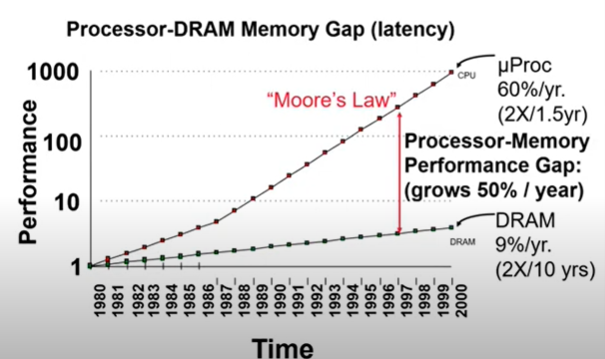 Processor-DRAM Memory Gap (latency)
Performance
1000
100
10
1
"Moore's Law"
CPU
µProc
60%/yr.
(2X/1.5yr)
Processor-Memory
Performance Gap:
(grows 50% / year)
DRAM
DRAM
9%/yr.
(2X/10 yrs)
1980
1981
1982
1983
1984
1985
1986
1987
1988
1989
1990
1991
1992
1993
1994
1995
1996
1997
1998
1999
2000
Time